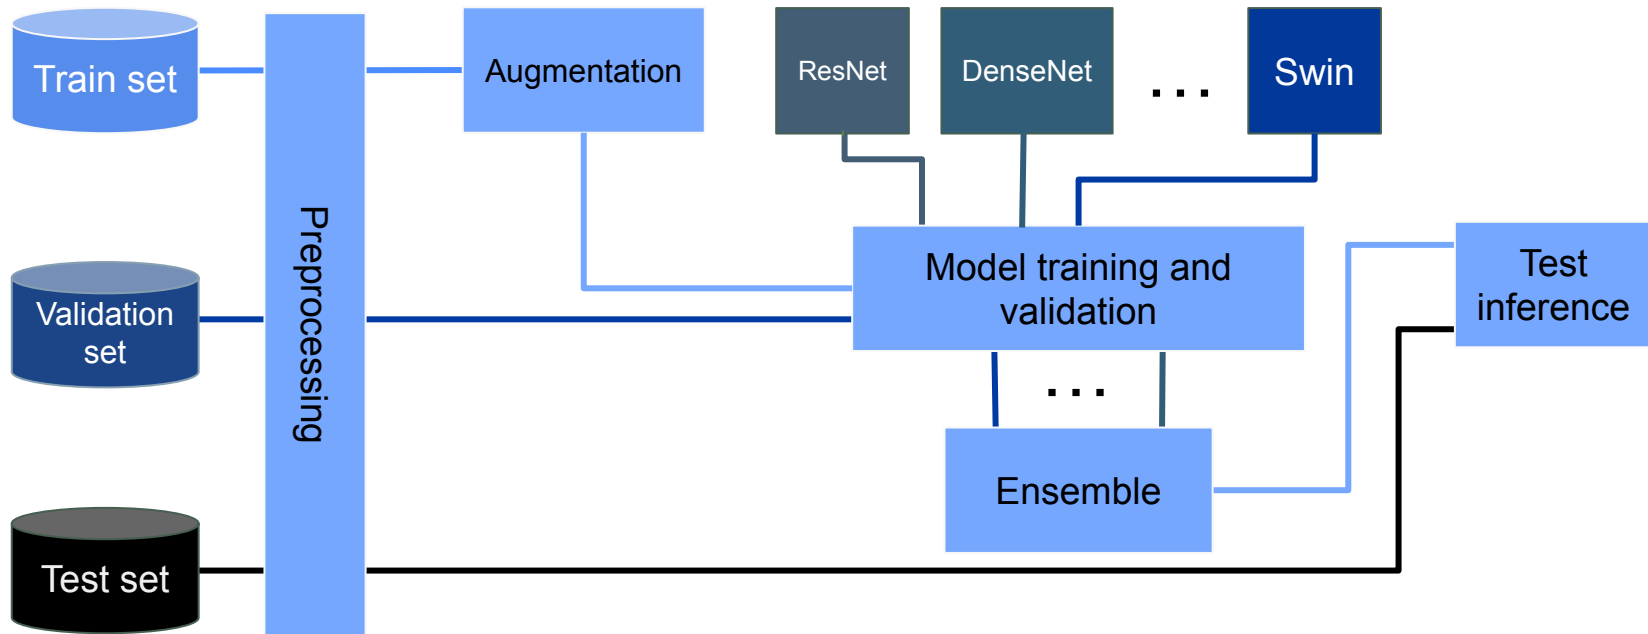 Train set
Augmentation
ResNet
DenseNet
...
Swin
Preprocessing
Validation
set
Model training and
validation
Test
inference
...
Ensemble
Test set